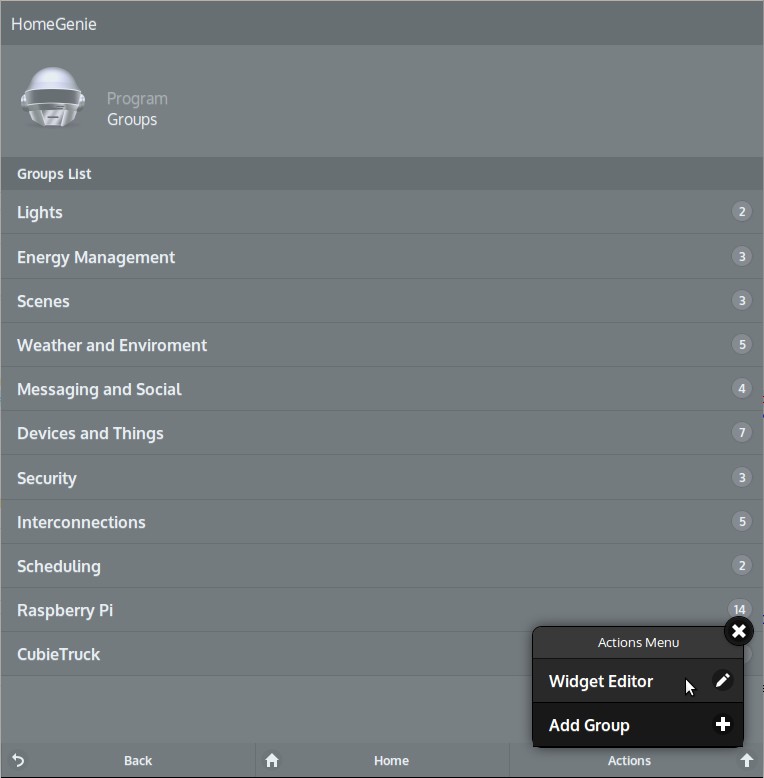 HomeGenie
Program
Groups
Groups List
Lights 2
Energy Management 3
Scenes 3
Weather and Enviroment 5
Messaging and Social 4
Devices and Things 7
Security 3
Interconnections 5
Scheduling 2
Raspberry Pi 14
CubieTruck
Actions Menu
Widget Editor
Add Group
Back Home Actions